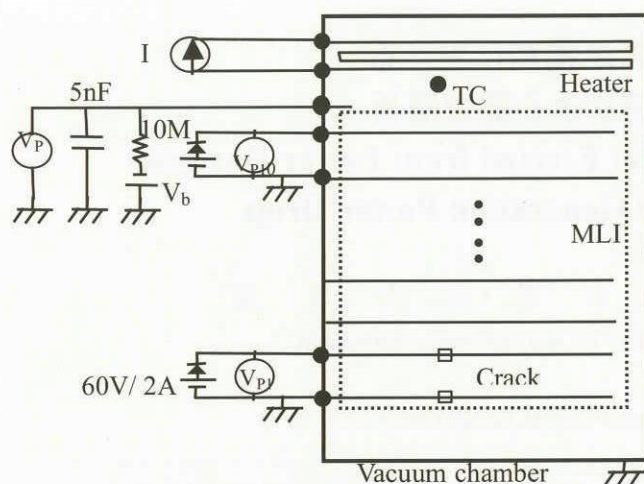 I
Heater
TC
5nF
10M
V_P
V_P10
V_b
MLI
60V/ 2A
V_P1
Crack
Vacuum chamber